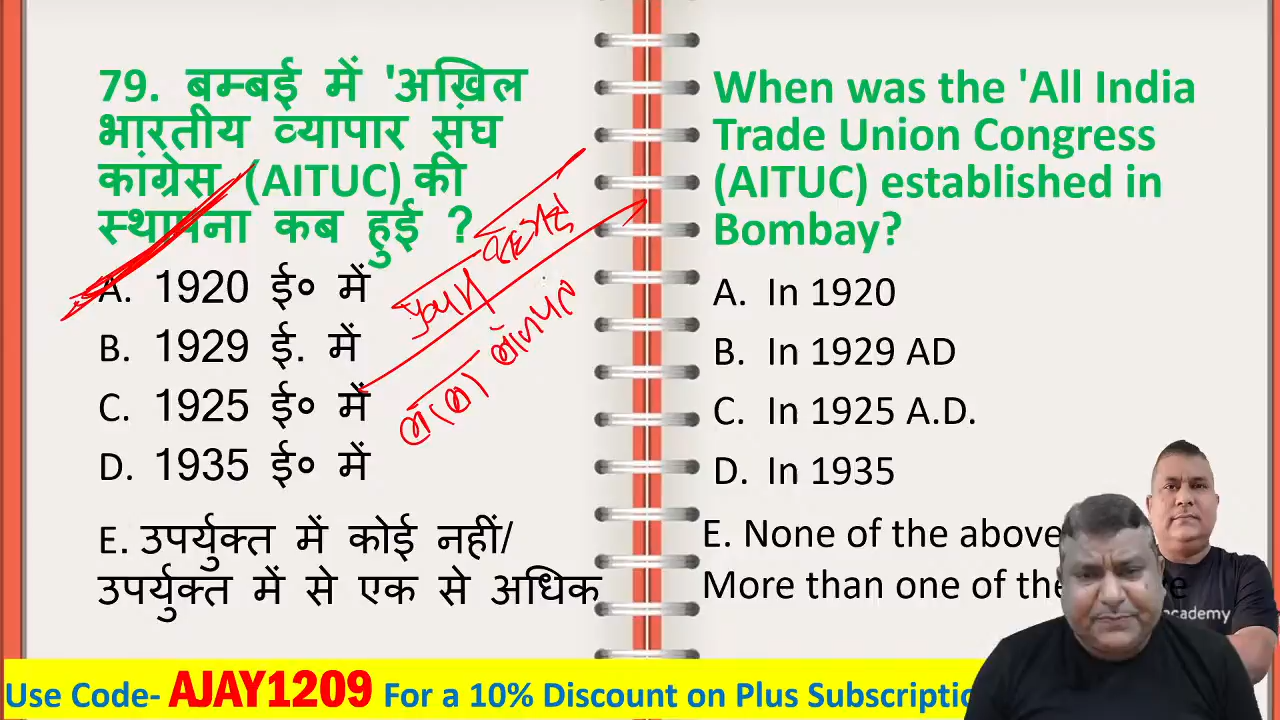 79. बम्बई में 'अखिल
भारतीय व्यापार संघ
कांग्रेस (AITUC) की
स्थापना कब हुई ?
A. 1920 ई० में
B. 1929 ई. में
C. 1925 ई० में
D. 1935 ई० में
E. उपर्युक्त में कोई नहीं/
उपर्युक्त में से एक से अधिक
When was the 'All India
Trade Union Congress
(AITUC) established in
Bombay?
A. In 1920
B. In 1929 AD
C. In 1925 A.D.
D. In 1935
E. None of the above
More than one of the
academy
Use Code- AJAY1209 For a 10% Discount on Plus